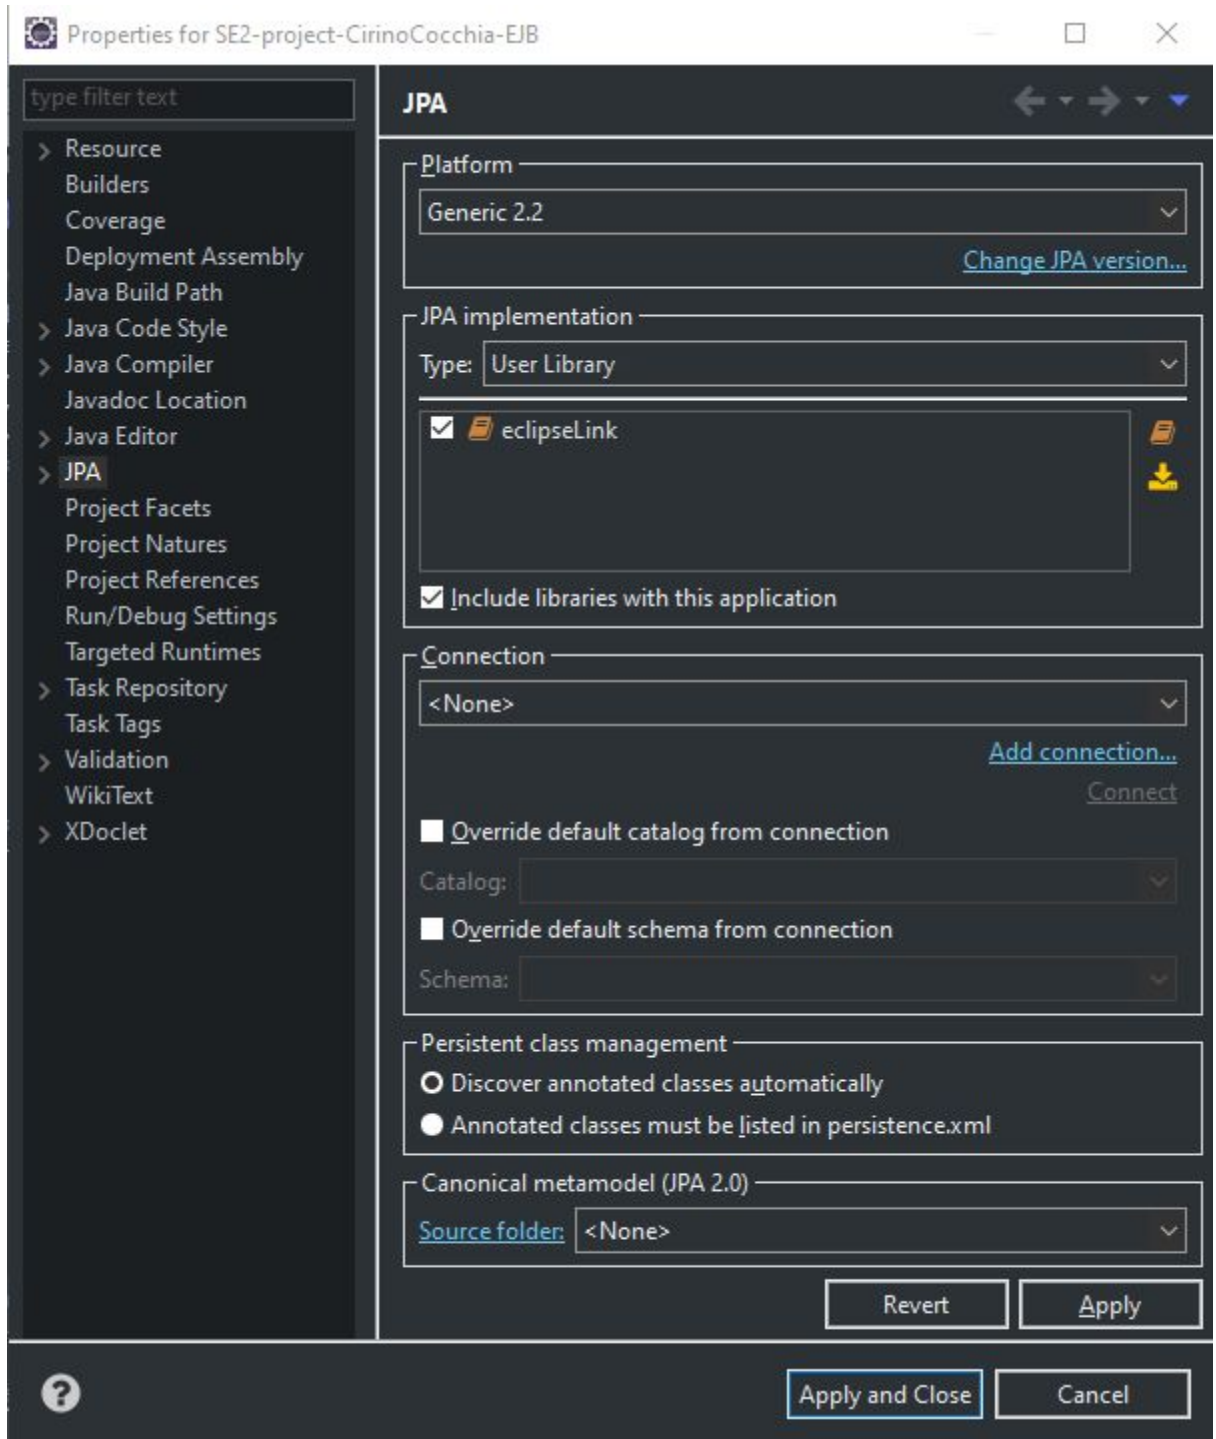 Properties for SE2-project-CirinoCocchia-EJB
type filter text
Resource
Builders
Coverage
Deployment Assembly
Java Build Path
Java Code Style
Java Compiler
Javadoc Location
Java Editor
JPA
Project Facets
Project Natures
Project References
Run/Debug Settings
Targeted Runtimes
Task Repository
Task Tags
Validation
WikiText
XDoclet
JPA
Platform
Generic 2.2
Change JPA version...
JPA implementation
Type: User Library
eclipseLink
Include libraries with this application
Connection
<None>
Add connection...
Connect
Override default catalog from connection
Catalog:
Override default schema from connection
Schema:
Persistent class management
Discover annotated classes automatically
Annotated classes must be listed in persistence.xml
Canonical metamodel (JPA 2.0)
Source folder: <None>
Revert Apply
? Apply and Close Cancel